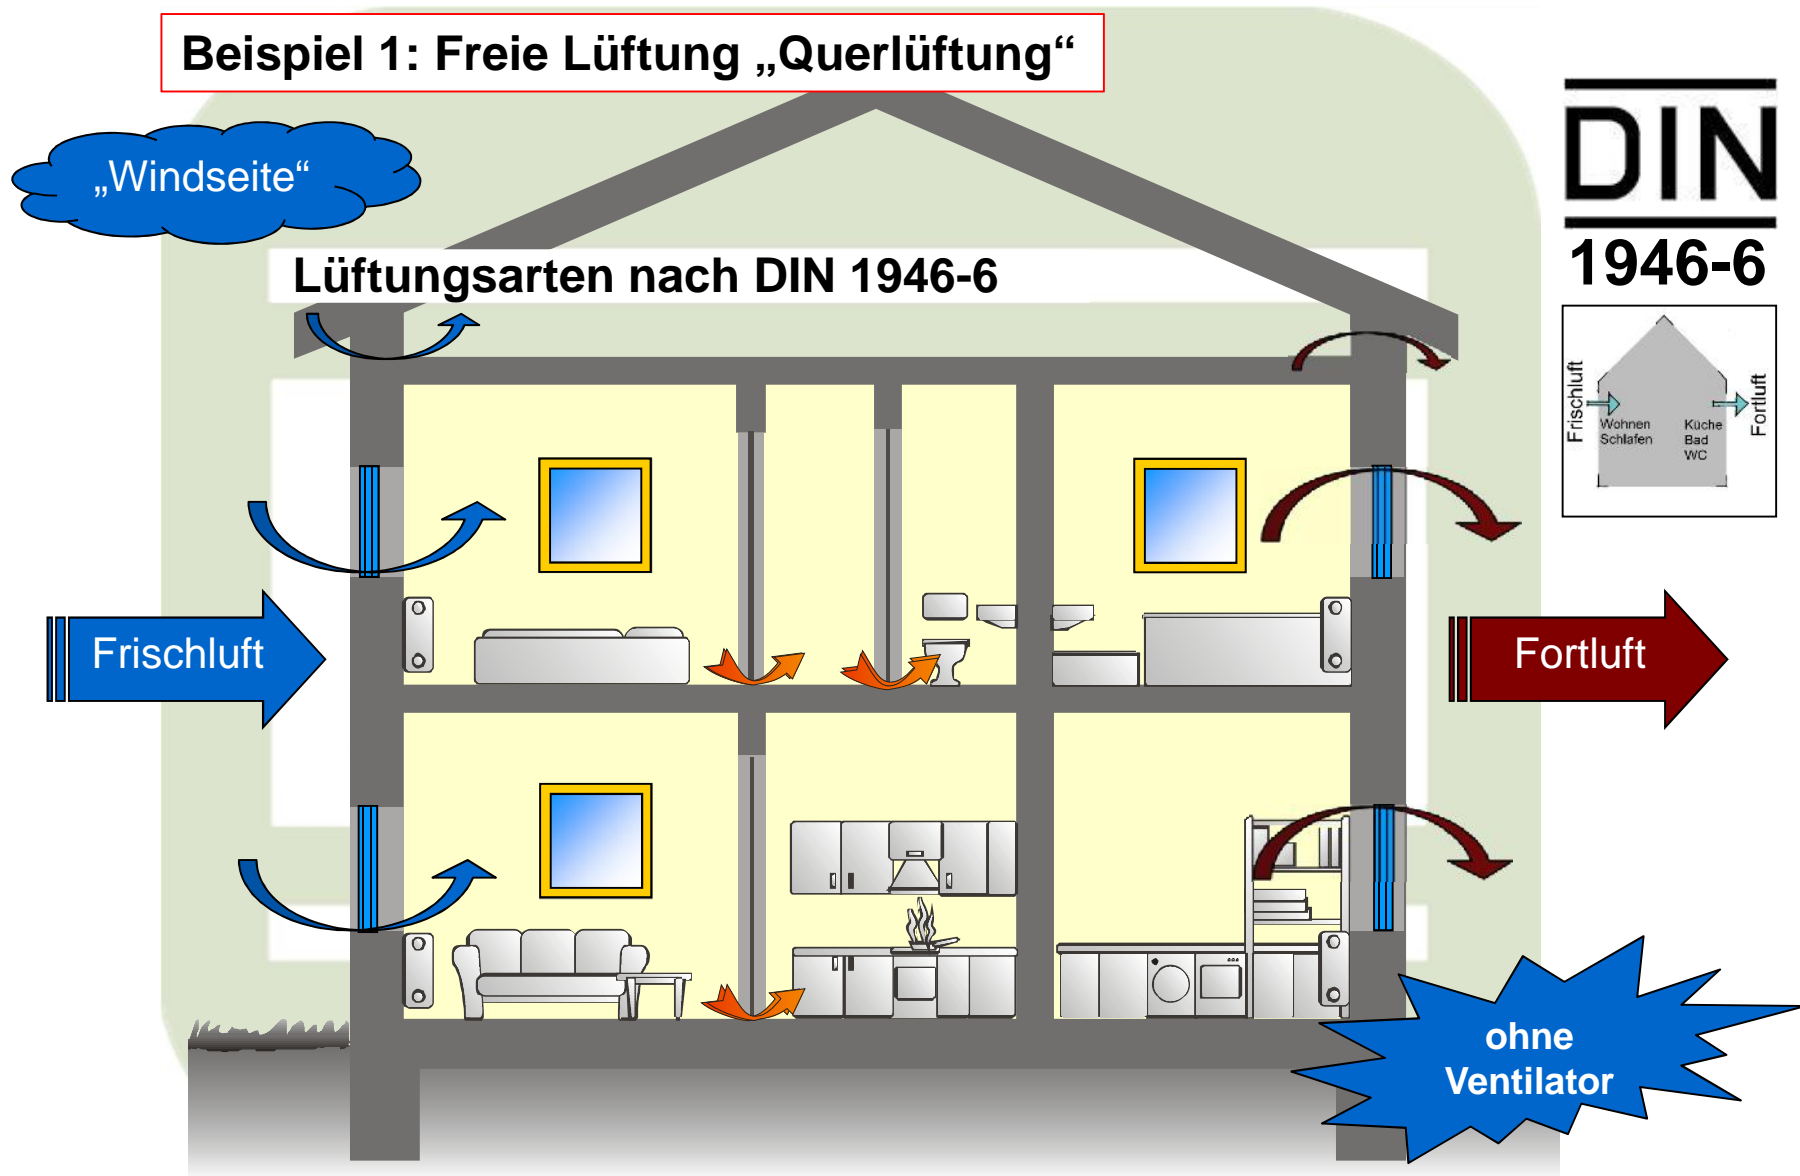 Beispiel 1: Freie Lüftung „Querlüftung“
„Windseite“
Lüftungsarten nach DIN 1946-6
DIN
1946-6
Frischluft
Wohnen
Schlafen
Küche
Bad
WC
Fortluft
Frischluft
Fortluft
ohne
Ventilator